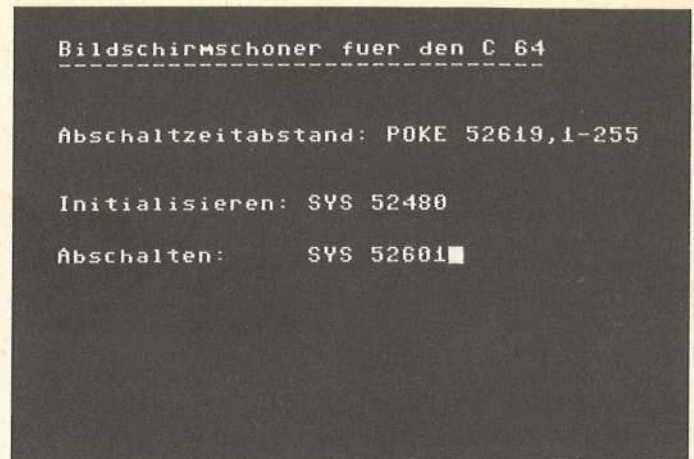 Bildschirmschoner fuer den C 64
-------------------------------
Abschaltzeitabstand: POKE 52619,1-255
Initialisieren: SYS 52480
Abschalten: SYS 52601